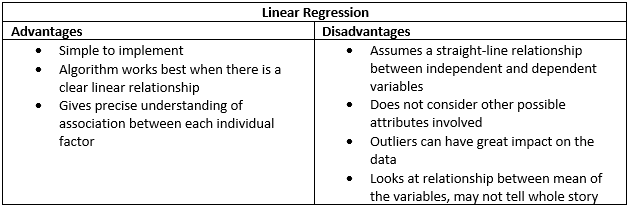 Linear Regression
Advantages
• Simple to implement
• Algorithm works best when there is a
clear linear relationship
• Gives precise understanding of
association between each individual
factor
Disadvantages
• Assumes a straight-line relationship
between independent and dependent
variables
• Does not consider other possible
attributes involved
• Outliers can have great impact on the
data
• Looks at relationship between mean of
the variables, may not tell whole story